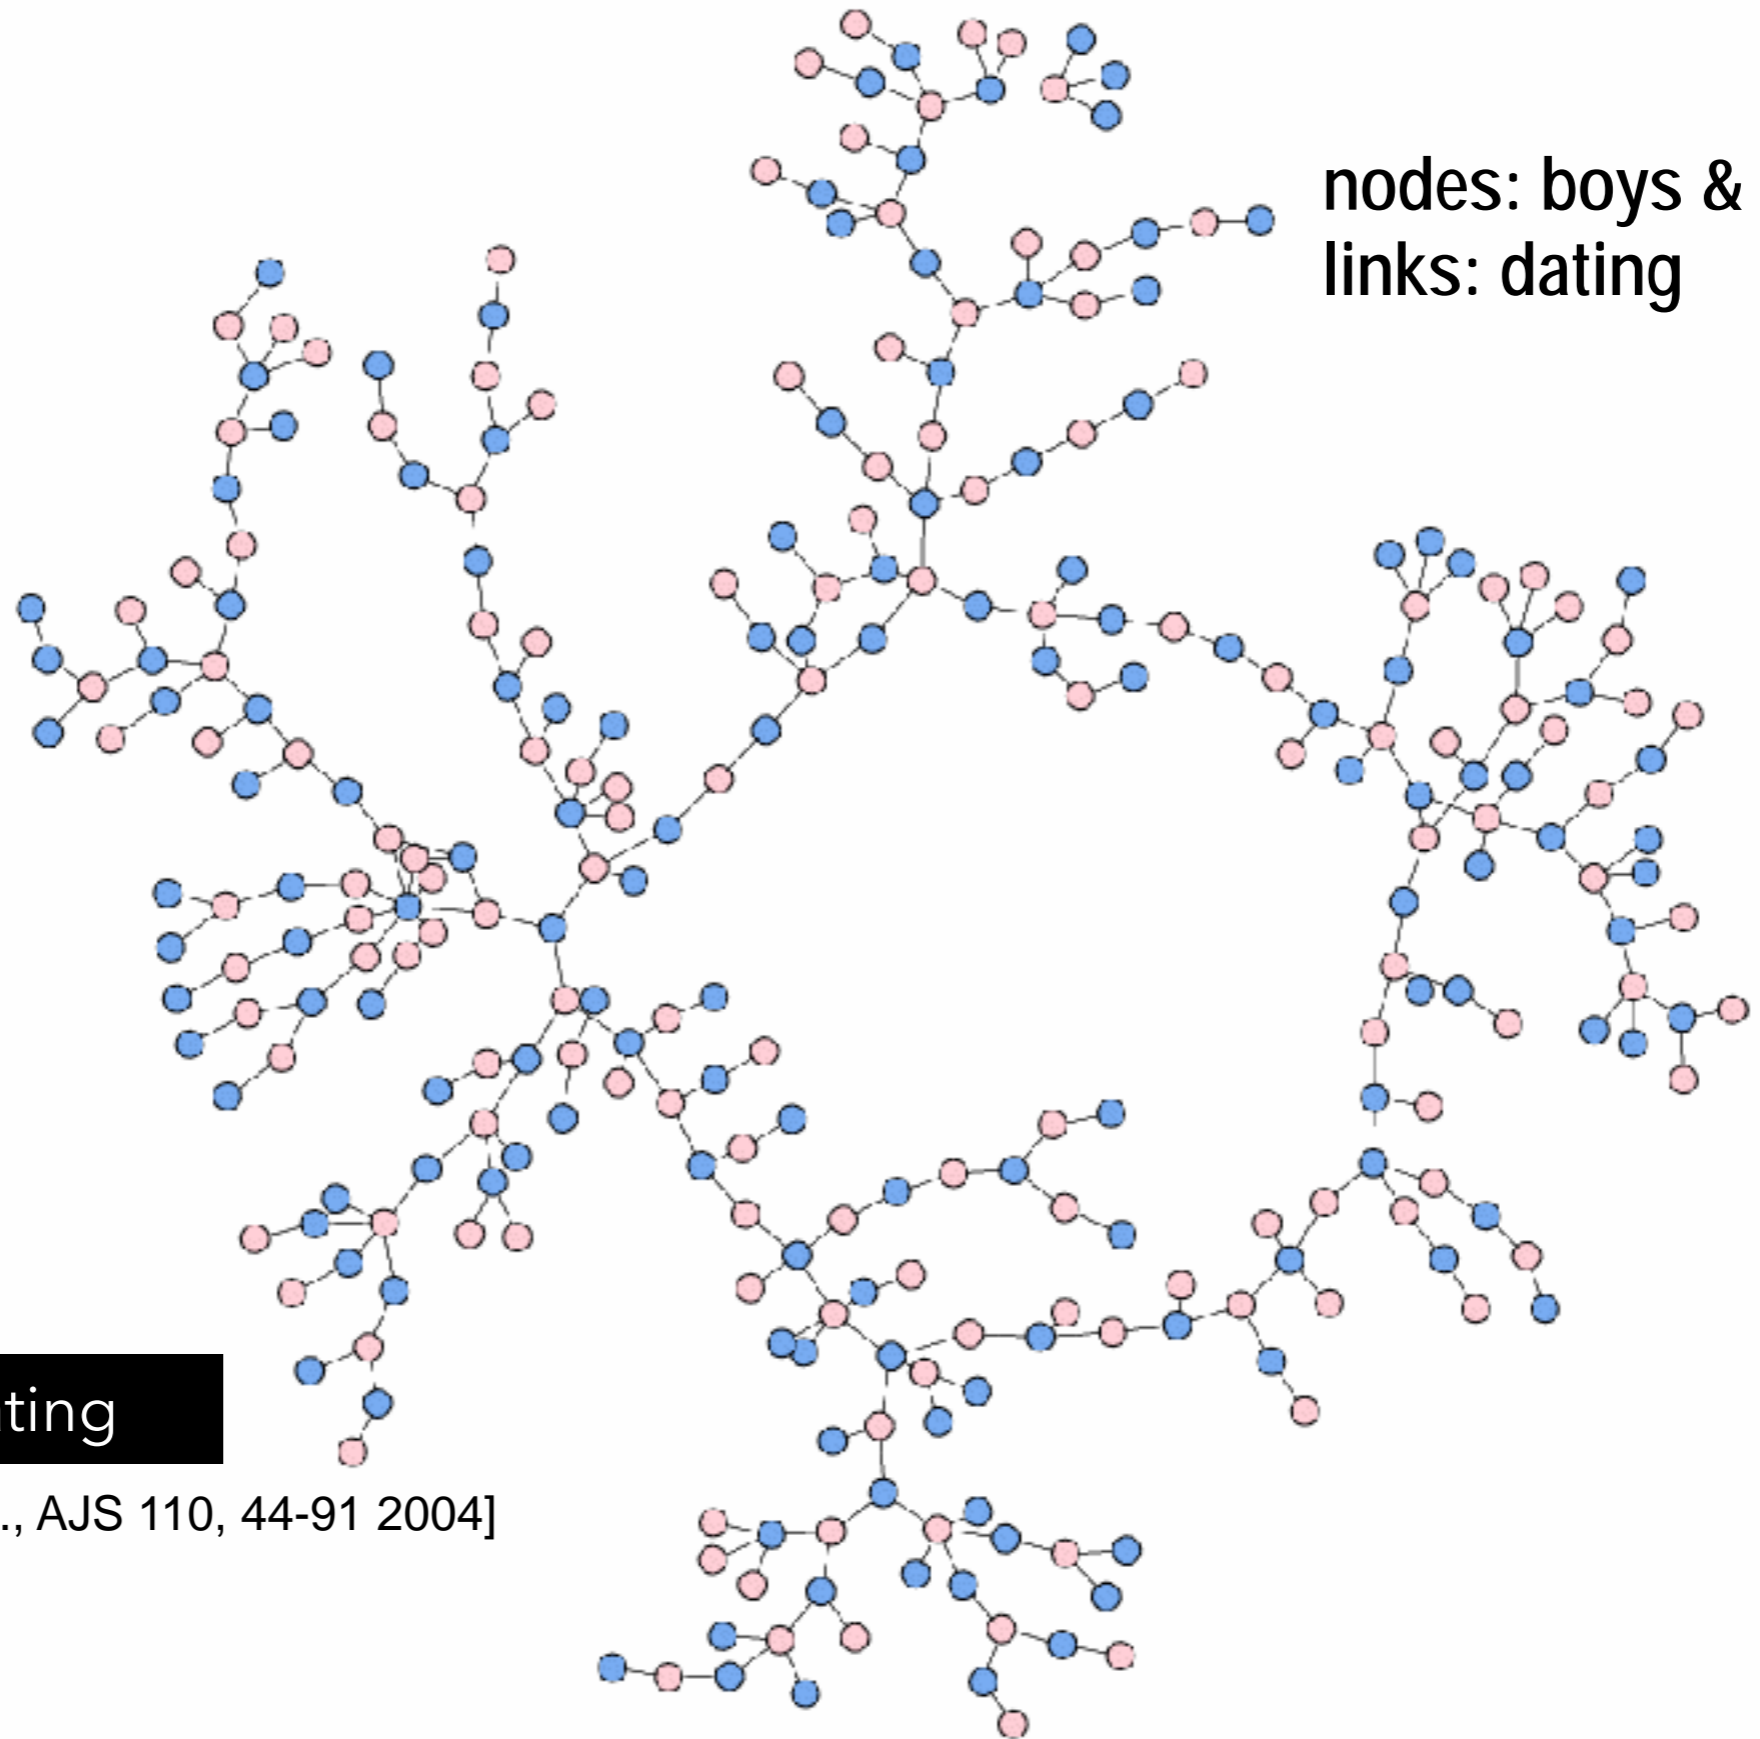 nodes: boys &
links: dating
ting
., AJS 110, 44-91 2004]